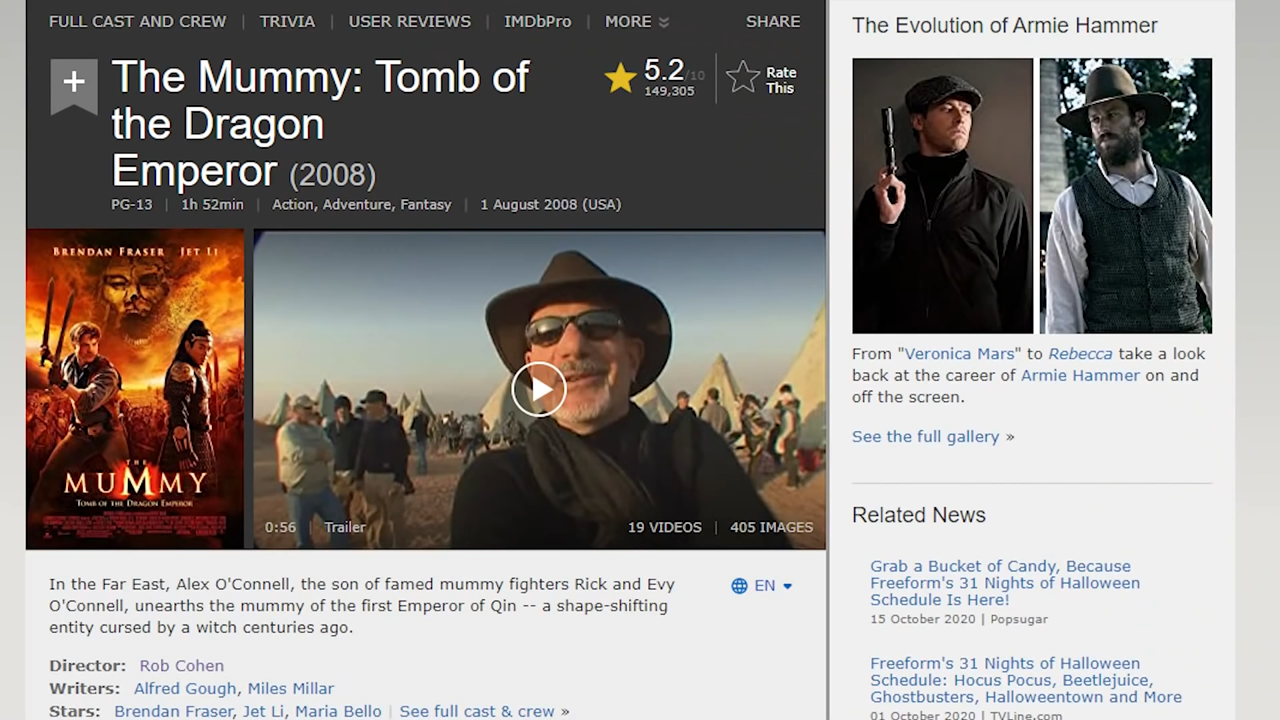 FULL CAST AND CREW | TRIVIA | USER REVIEWS | IMDbPro | MORE SHARE
+ The Mummy: Tomb of
the Dragon
Emperor (2008)
5.2/10
149,305
Rate
This
PG-13 | 1h 52min | Action, Adventure, Fantasy | 1 August 2008 (USA)
BRENDAN FRASER JET LI
THE
MUMMY
TOMB OF THE DRAGON EMPEROR
0:56 | Trailer 19 VIDEOS | 405 IMAGES
In the Far East, Alex O'Connell, the son of famed mummy fighters Rick and Evy
O'Connell, unearths the mummy of the first Emperor of Qin -- a shape-shifting
entity cursed by a witch centuries ago.
EN
Director: Rob Cohen
Writers: Alfred Gough, Miles Millar
Stars: Brendan Fraser, Jet Li, Maria Bello | See full cast & crew »
The Evolution of Armie Hammer
From "Veronica Mars" to Rebecca take a look
back at the career of Armie Hammer on and
off the screen.
See the full gallery »
Related News
Grab a Bucket of Candy, Because
Freeform's 31 Nights of Halloween
Schedule Is Here!
15 October 2020 | Popsugar
Freeform's 31 Nights of Halloween
Schedule: Hocus Pocus, Beetlejuice,
Ghostbusters, Halloweentown and More
01 October 2020 | TVLine.com